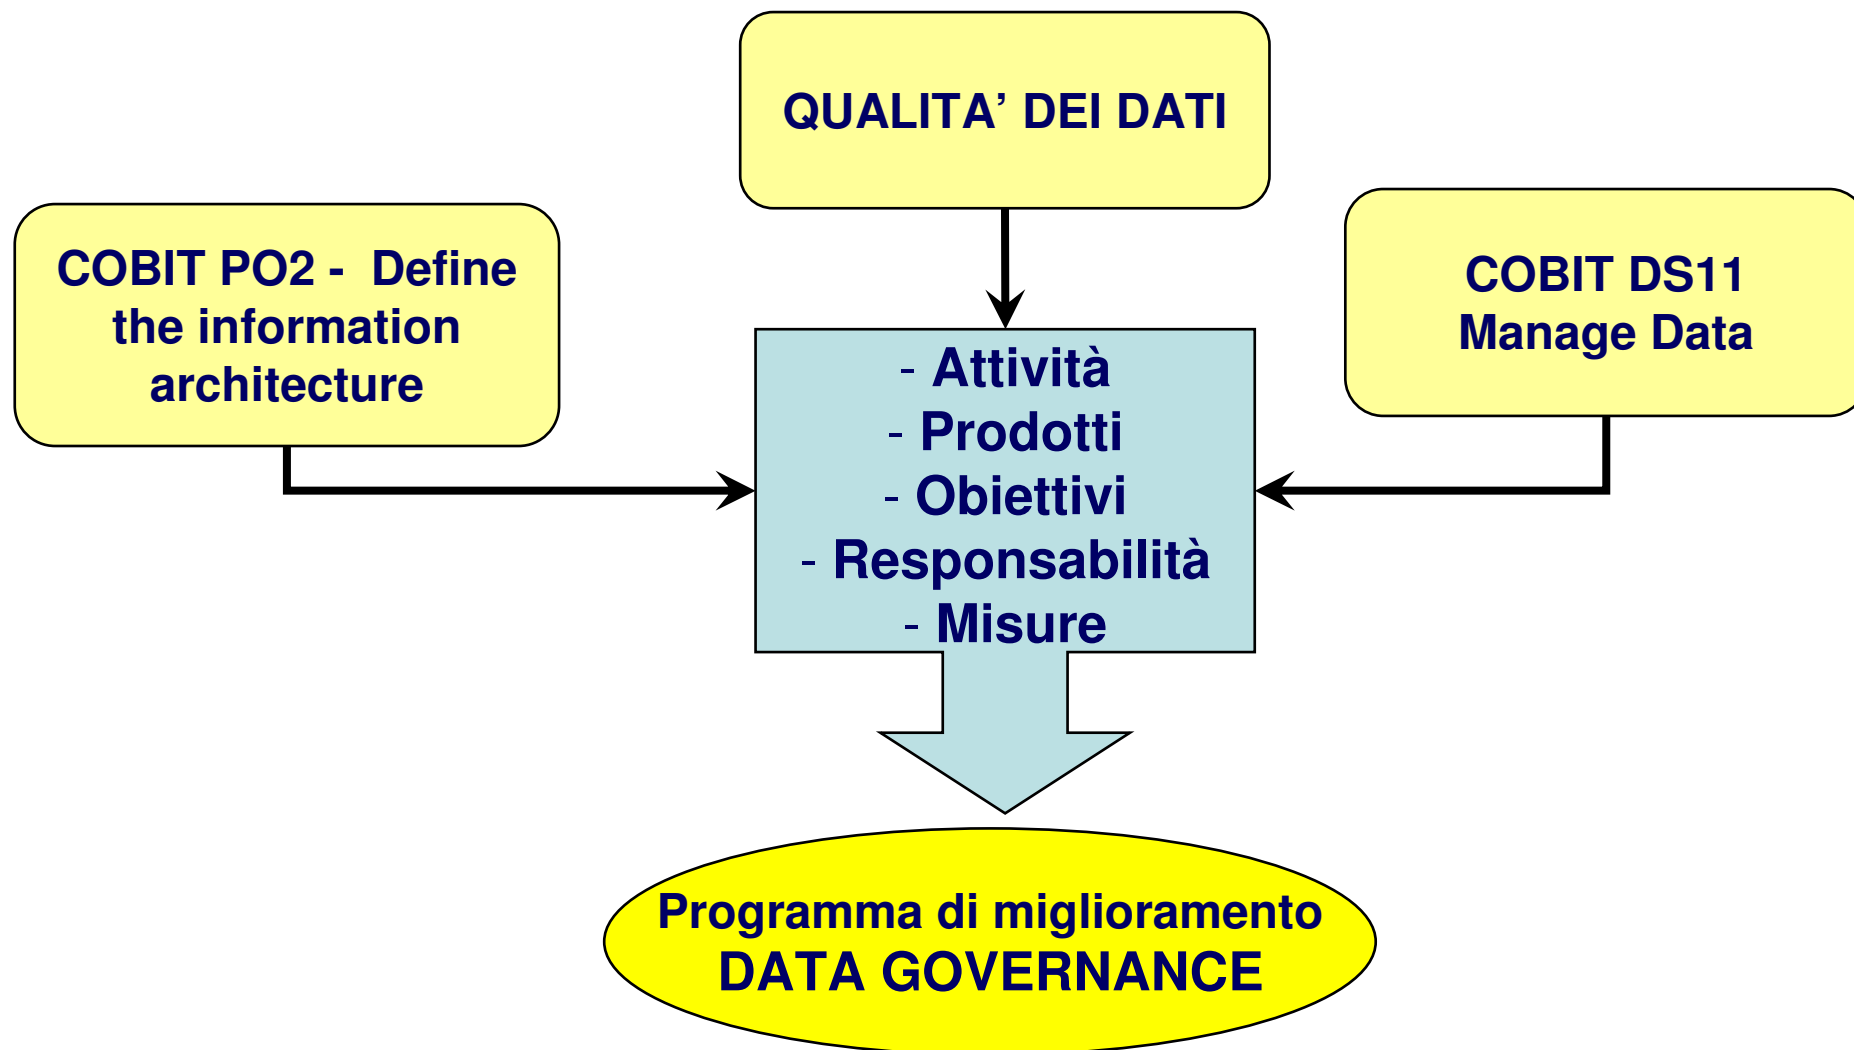 QUALITA’ DEI DATI
COBIT PO2 - Define
the information
architecture
COBIT DS11
Manage Data
- Attività
- Prodotti
- Obiettivi
- Responsabilità
- Misure
Programma di miglioramento
DATA GOVERNANCE